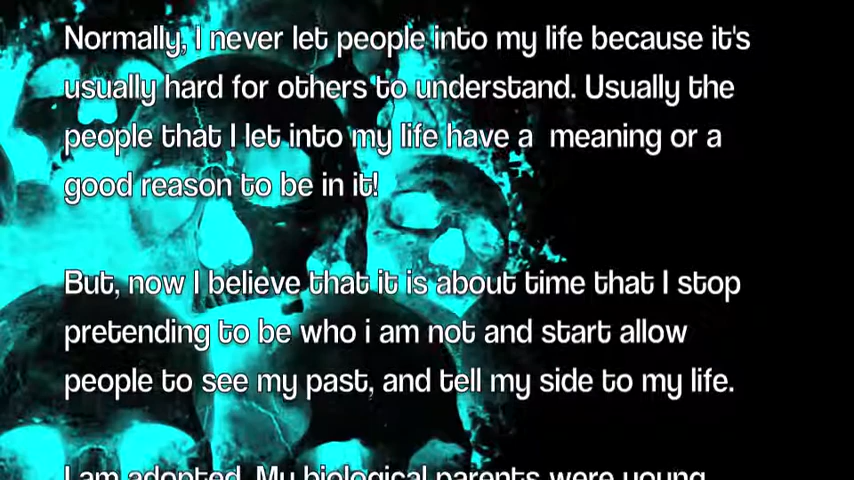 Normally, I never let people into my life because it's
usually hard for others to understand. Usually the
people that I let into my life have a  meaning or a
good reason to be in it!
But, now I believe that it is about time that I stop
pretending to be who i am not and start allow
people to see my past, and tell my side to my life.
I am adopted. My biological parents were young